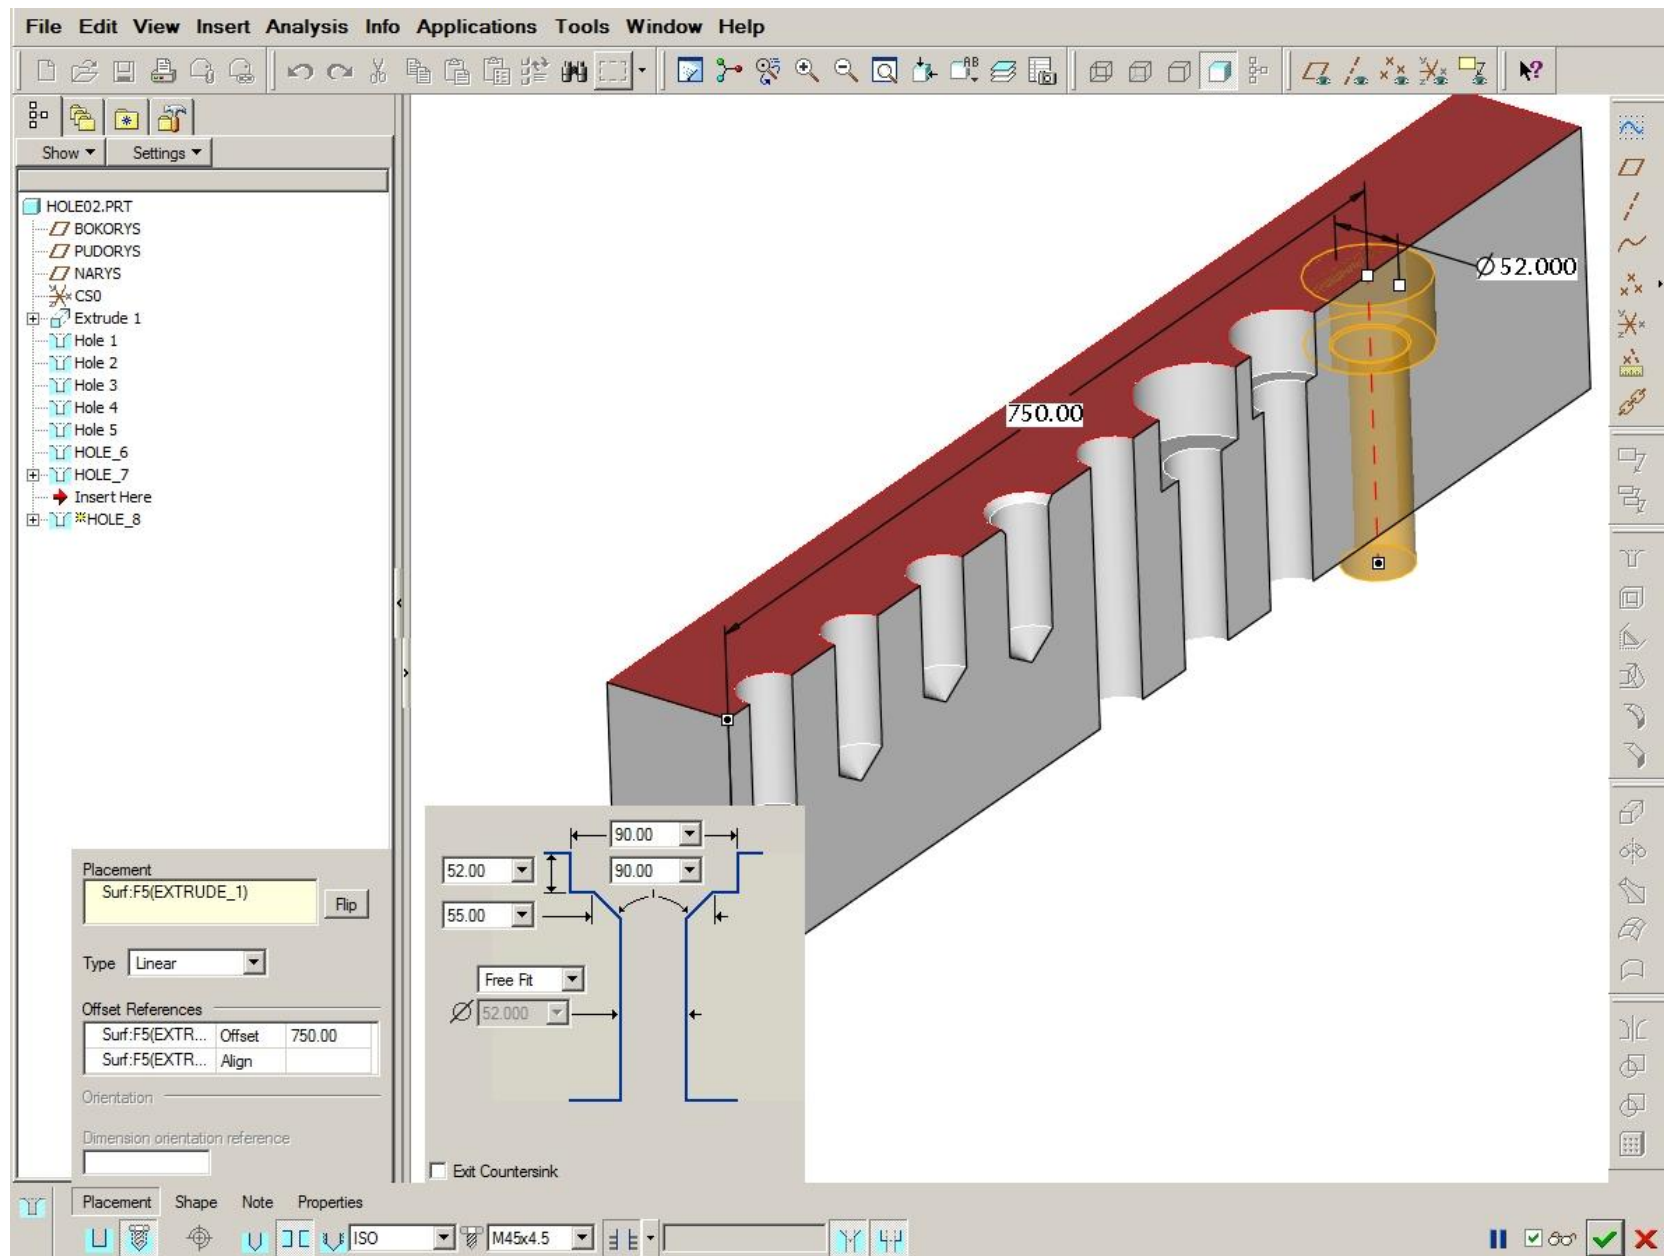 File Edit View Insert Analysis Info Applications Tools Window Help
Show Settings
HOLE02.PRT
BOKORYS
PUDORYS
NARYS
CS0
Extrude 1
Hole 1
Hole 2
Hole 3
Hole 4
Hole 5
HOLE_6
HOLE_7
Insert Here
HOLE_8
Ø52.000
750.00
Placement
Surf:F5(EXTRUDE_1)
Flip
Type Linear
Offset References
Surf:F5(EXTR... Offset 750.00
Surf:F5(EXTR... Align
Orientation
Dimension orientation reference
90.00
52.00
90.00
55.00
Free Fit
Ø 52.000
Exit Countersink
Placement Shape Note Properties
ISO M45x4.5